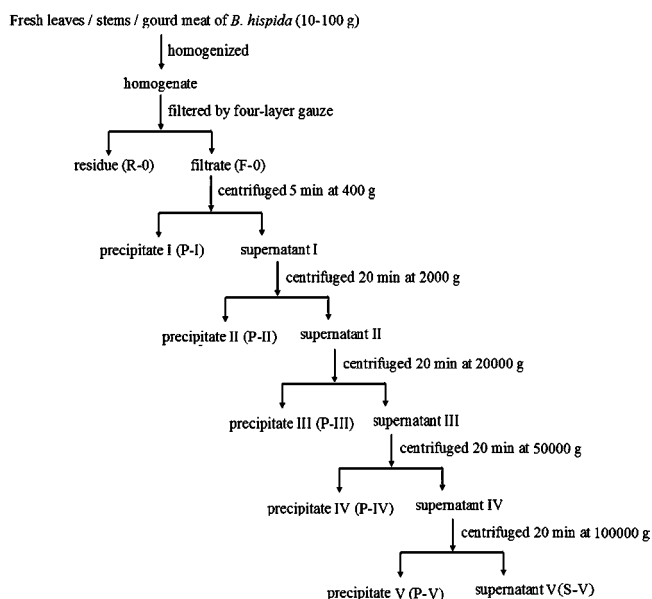 Fresh leaves / stems / gourd meat of B. hispida (10-100 g)
homogenized
homogenate
filtered by four-layer gauze
residue (R-0) filtrate (F-0)
centrifuged 5 min at 400 g
precipitate I (P-I) supernatant I
centrifuged 20 min at 2000 g
precipitate II (P-II) supernatant II
centrifuged 20 min at 20000 g
precipitate III (P-III) supernatant III
centrifuged 20 min at 50000 g
precipitate IV (P-IV) supernatant IV
centrifuged 20 min at 100000 g
precipitate V (P-V) supernatant V (S-V)